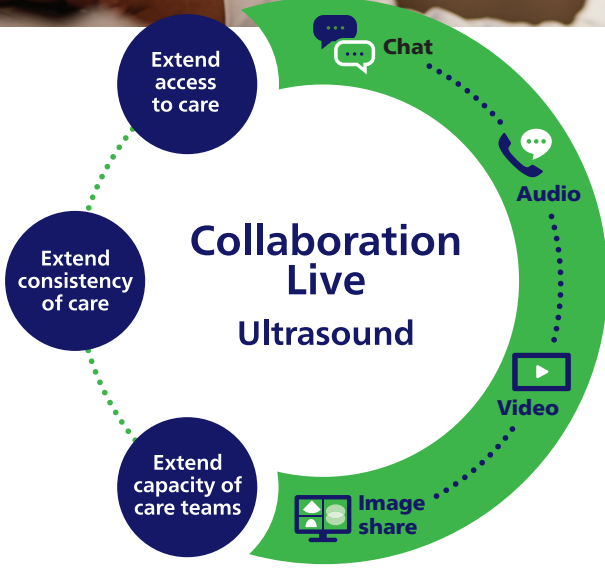 Extend
access
to care
Chat
Audio
Collaboration
Live
Ultrasound
Extend
consistency
of care
Video
Extend
capacity of
care teams
Image
share